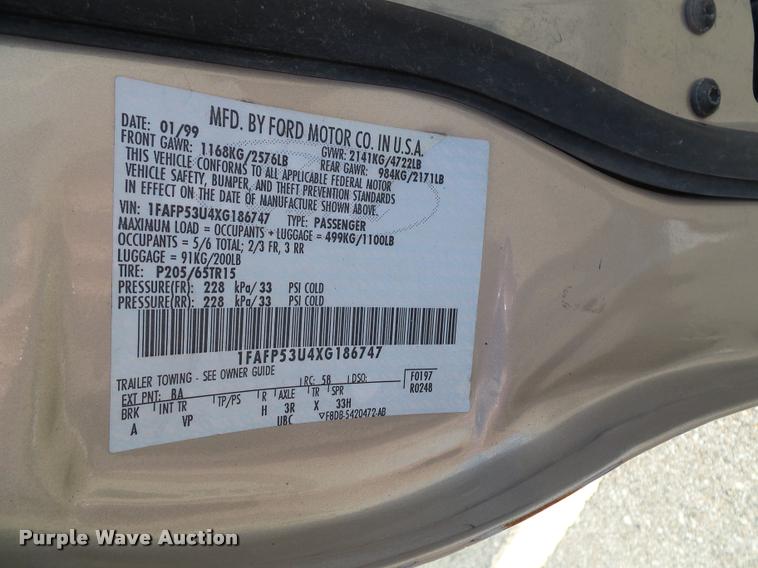 MFD. BY FORD MOTOR CO. IN U.S.A.
DATE: 01/99 GVWR: 2141KG/4722LB
FRONT GAWR: 1168KG/2576LB REAR GAWR: 984KG/2171LB
THIS VEHICLE CONFORMS TO ALL APPLICABLE FEDERAL MOTOR
VEHICLE SAFETY, BUMPER, AND THEFT PREVENTION STANDARDS
IN EFFECT ON THE DATE OF MANUFACTURE SHOWN ABOVE.
VIN: 1FAFP53U4XG186747 TYPE: PASSENGER
MAXIMUM LOAD = OCCUPANTS + LUGGAGE = 499KG/1100LB
OCCUPANTS = 5/6 TOTAL; 2/3 FR, 3 RR
LUGGAGE = 91KG/200LB
TIRE: P205/65TR15
PRESSURE(FR): 228 kPa/33 PSI COLD
PRESSURE(RR): 228 kPa/33 PSI COLD
1FAFP53U4XG186747
TRAILER TOWING - SEE OWNER GUIDE
EXT PNT: BA RC: 58 DSO: F0197
R0248
BRK INT TR TP/PS R AXLE TR SPR
A VP H 3R X 33H
UBC ▽F8DB-5420472-AB
Purple Wave Auction